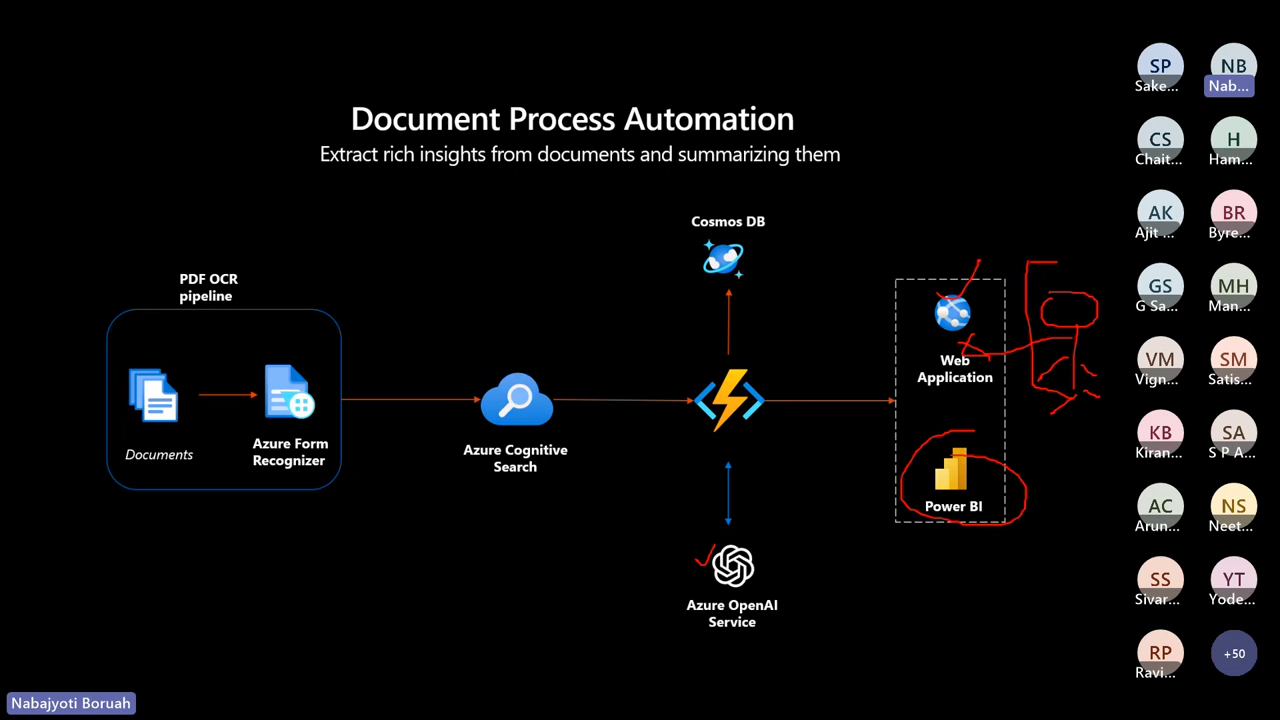 Document Process Automation
Extract rich insights from documents and summarizing them
Cosmos DB
PDF OCR
pipeline
Documents
Azure Form
Recognizer
Azure Cognitive
Search
Web
Application
Power BI
Azure OpenAI
Service
SP
Sake...
NB
Nab...
CS
Chait...
H
Ham...
AK
Ajit ...
BR
Byre...
GS
G Sa...
MH
Man...
VM
Vign...
SM
Satis...
KB
Kiran...
SA
S P A...
AC
Arun...
NS
Neet...
SS
Sivar...
YT
Yode...
RP
Ravi...
+50
Nabajyoti Boruah